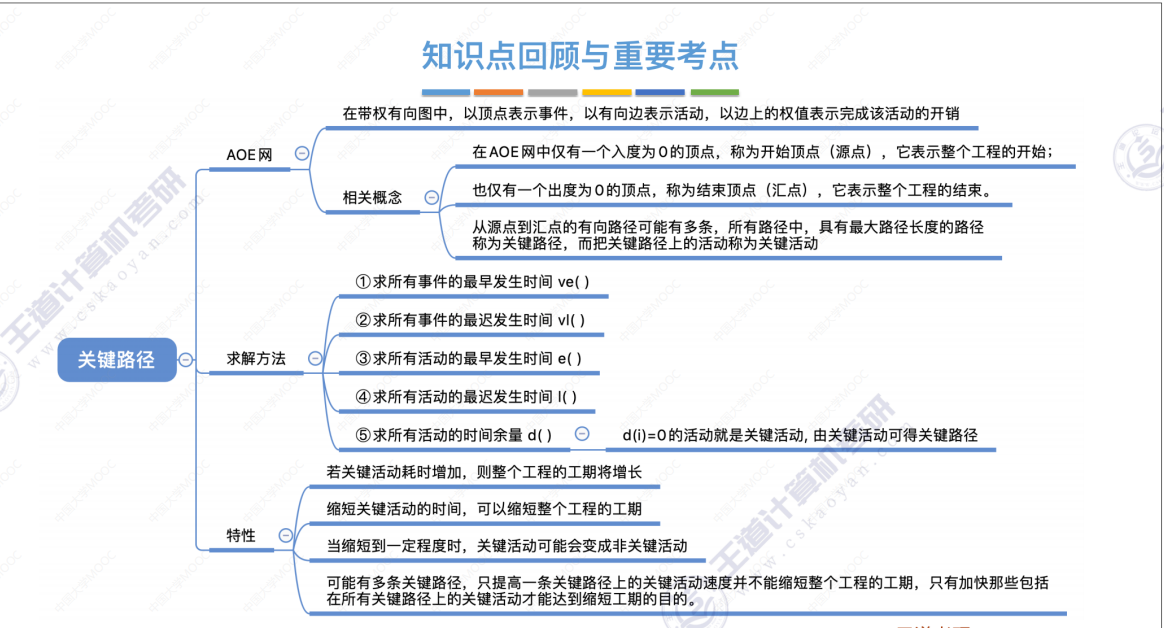 知识点回顾与重要考点
在带权有向图中，以顶点表示事件，以有向边表示活动，以边上的权值表示完成该活动的开销
AOE网
在AOE网中仅有一个入度为0的顶点，称为开始顶点（源点），它表示整个工程的开始；
相关概念
也仅有一个出度为0的顶点，称为结束顶点（汇点），它表示整个工程的结束。
从源点到汇点的有向路径可能有多条，所有路径中，具有最大路径长度的路径
称为关键路径，而把关键路径上的活动称为关键活动
关键路径
求解方法
①求所有事件的最早发生时间 ve( )
②求所有事件的最迟发生时间 vl( )
③求所有活动的最早发生时间 e( )
④求所有活动的最迟发生时间 l( )
⑤求所有活动的时间余量 d( )
d(i)=0的活动就是关键活动, 由关键活动可得关键路径
特性
若关键活动耗时增加，则整个工程的工期将增长
缩短关键活动的时间，可以缩短整个工程的工期
当缩短到一定程度时，关键活动可能会变成非关键活动
可能有多条关键路径，只提高一条关键路径上的关键活动速度并不能缩短整个工程的工期，只有加快那些包括
在所有关键路径上的关键活动才能达到缩短工期的目的。
王道计算机考研
www.cskaoyan.com
王道计算机考研
www.cskaoyan.com
中国大学MOOC